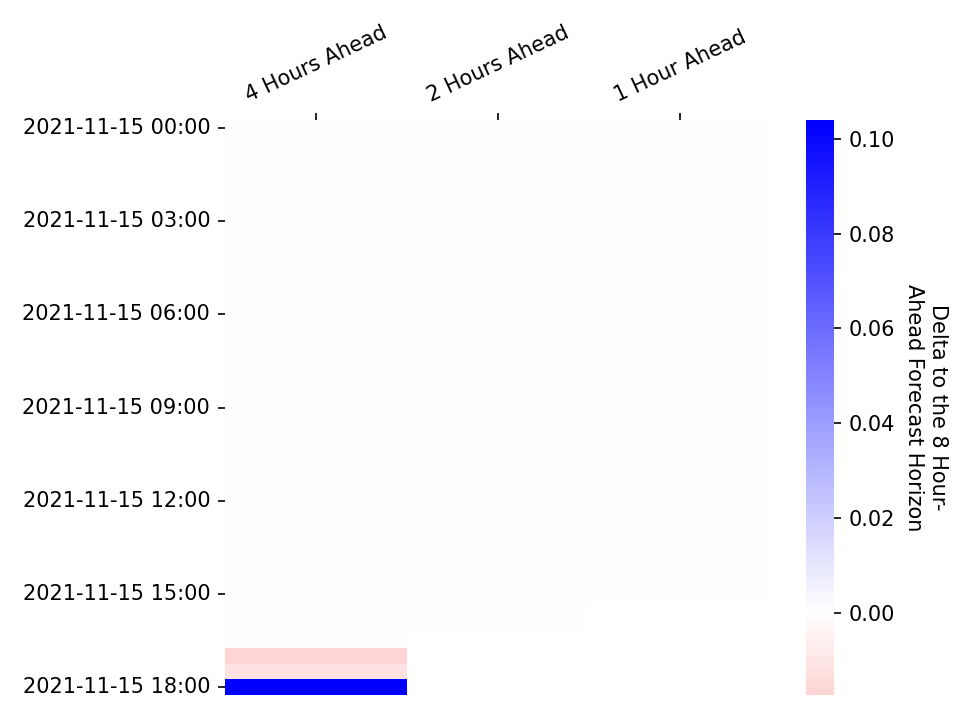 4 Hours Ahead
2 Hours Ahead
1 Hour Ahead
2021-11-15 00:00
2021-11-15 03:00
2021-11-15 06:00
2021-11-15 09:00
2021-11-15 12:00
2021-11-15 15:00
2021-11-15 18:00
0.10
0.08
0.06
0.04
0.02
0.00
Delta to the 8 Hour-
Ahead Forecast Horizon